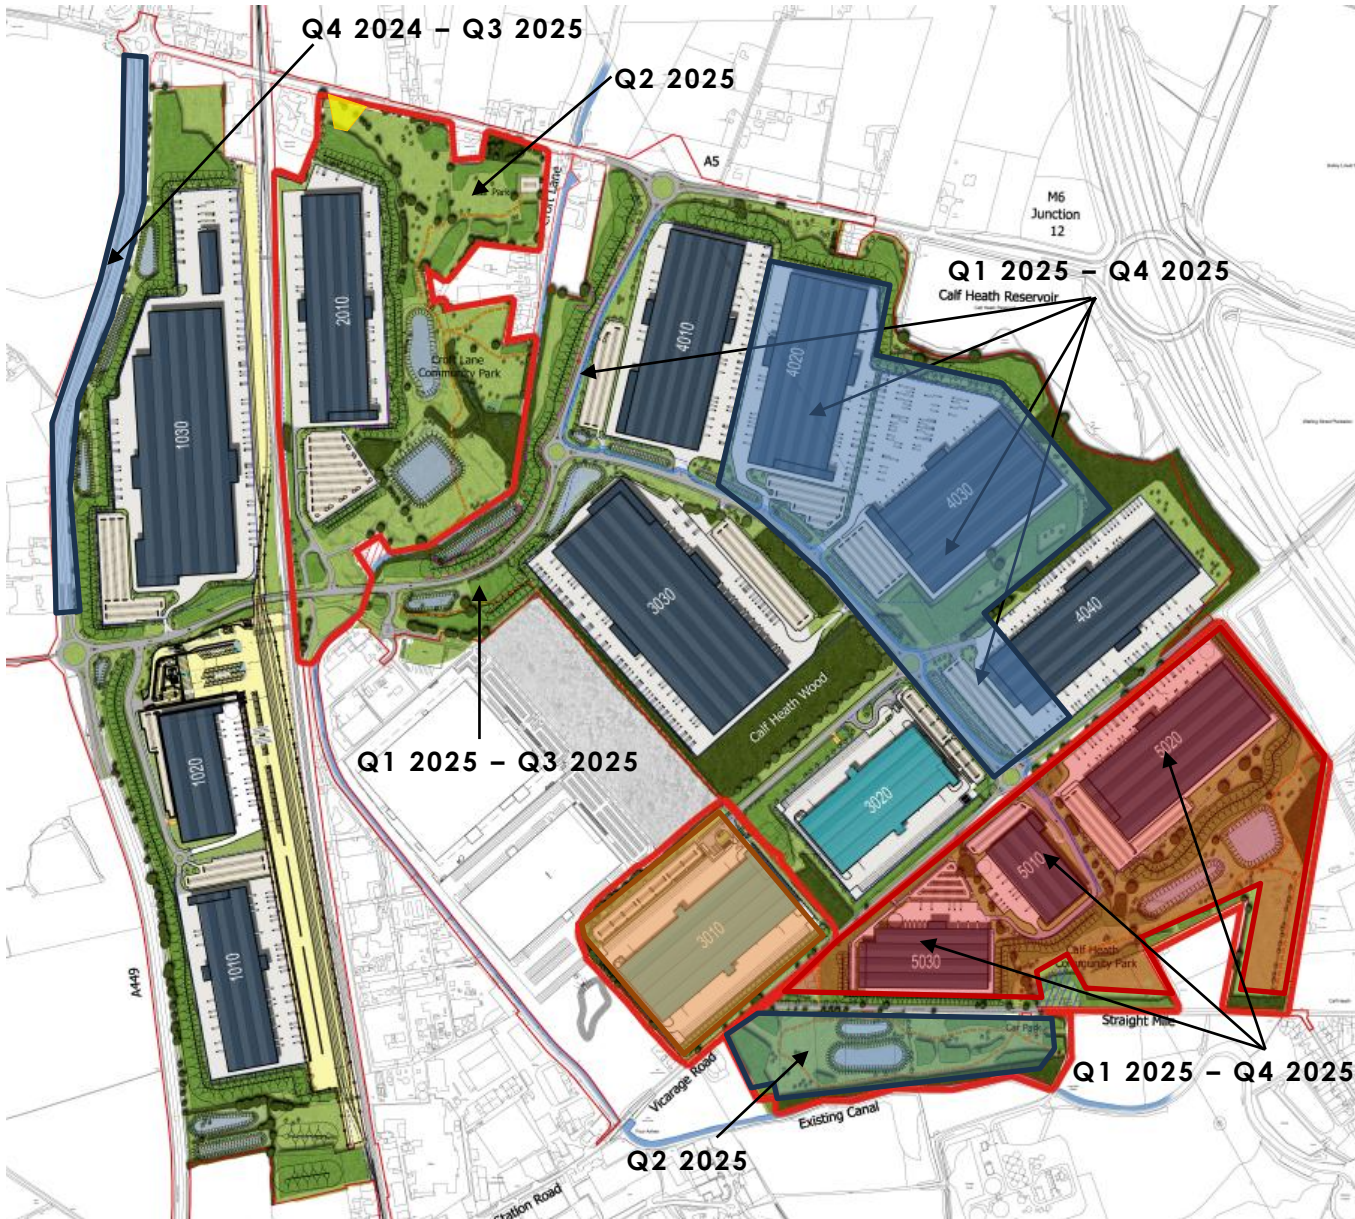 Q4 2024 – Q3 2025
Q2 2025
A5
M6
Junction
12
Q1 2025 – Q4 2025
Calf Heath Reservoir
Croft Lane
Park
2010
4010
4020
Croft Lane
Community Park
1030
4030
3030
4040
Calf Heath Wood
Q1 2025 – Q3 2025
1020
3020
5020
5010
3010
5030
Calf Heath
Community Park
1010
A449
Car Park
Straight Mile
Q1 2025 – Q4 2025
Vicarage Road
Existing Canal
Q2 2025
Station Road